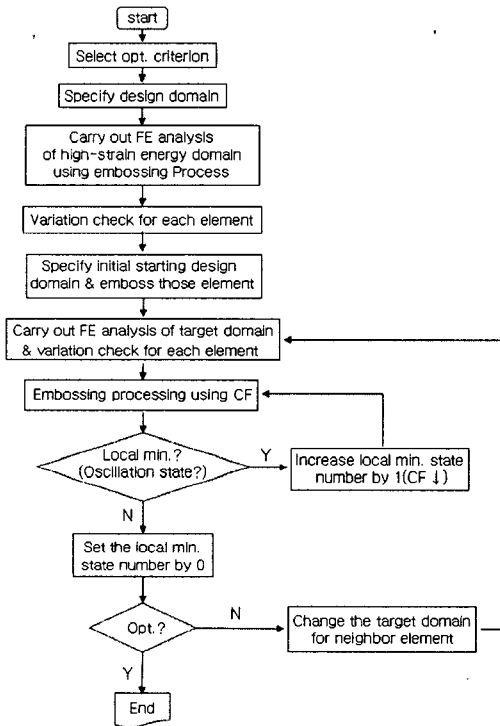 start
Select opt. criterion
Specify design domain
Carry out FE analysis
of high-strain energy domain
using embossing Process
Variation check for each element
Specify initial starting design
domain & emboss those element
Carry out FE analysis of target domain
& variation check for each element
Embossing processing using CF
Local min.?
(Oscillation state?)
Y
Increase local min. state
number by 1(CF ↓)
N
Set the local min.
state number by 0
Opt.?
N
Change the target domain
for neighbor element
Y
End